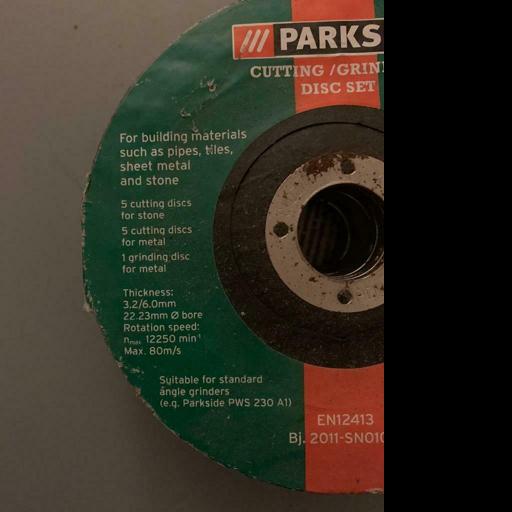 PARKS
CUTTING /GRIN
DISC SET
For building materials
such as pipes, tiles,
sheet metal
and stone
5 cutting discs
for stone
5 cutting discs
for metal
1 grinding disc
for metal
Thickness:
3.2/6.0mm
22.23mm Ø bore
Rotation speed:
nmax 12250 min⁻¹
Max. 80m/s
Suitable for standard
angle grinders
(e.g. Parkside PWS 230 A1)
EN12413
Bj. 2011-SN010